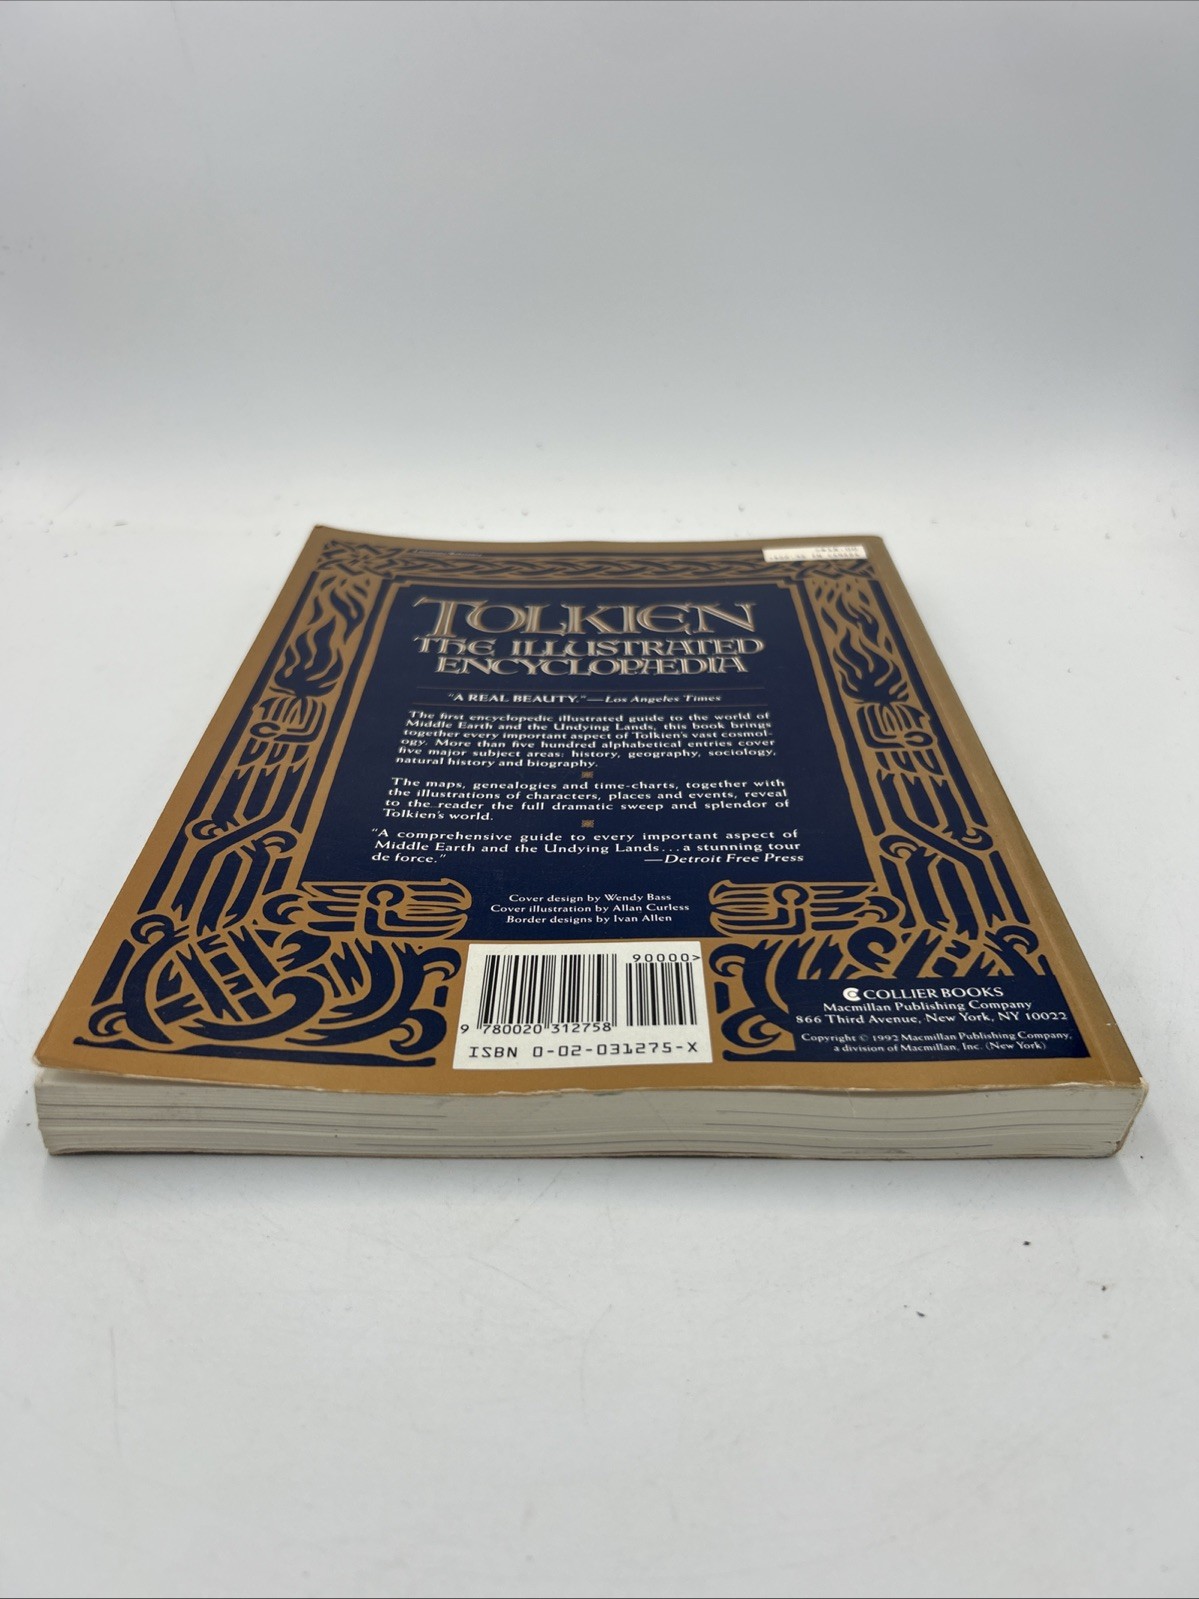 TOLKIEN
THE ILLUSTRATED
ENCYCLOPÆDIA
"A REAL BEAUTY."—Los Angeles Times
The first encyclopedic illustrated guide to the world of
Middle Earth and the Undying Lands, this book brings
together every important aspect of Tolkien's vast cosmol-
ogy. More than five hundred alphabetical entries cover
five major subject areas: history, geography, sociology,
natural history and biography.
The maps, genealogies and time-charts, together with
the illustrations of characters, places and events, reveal
to the reader the full dramatic sweep and splendor of
Tolkien's world.
"A comprehensive guide to every important aspect of
Middle Earth and the Undying Lands...a stunning tour
de force." —Detroit Free Press
Cover design by Wendy Bass
Cover illustration by Allan Curless
Border designs by Ivan Allen
90000>
9 780020 312758
ISBN 0-02-031275-X
COLLIER BOOKS
Macmillan Publishing Company
866 Third Avenue, New York, NY 10022
Copyright © 1992 Macmillan Publishing Company,
a division of Macmillan, Inc. (New York)